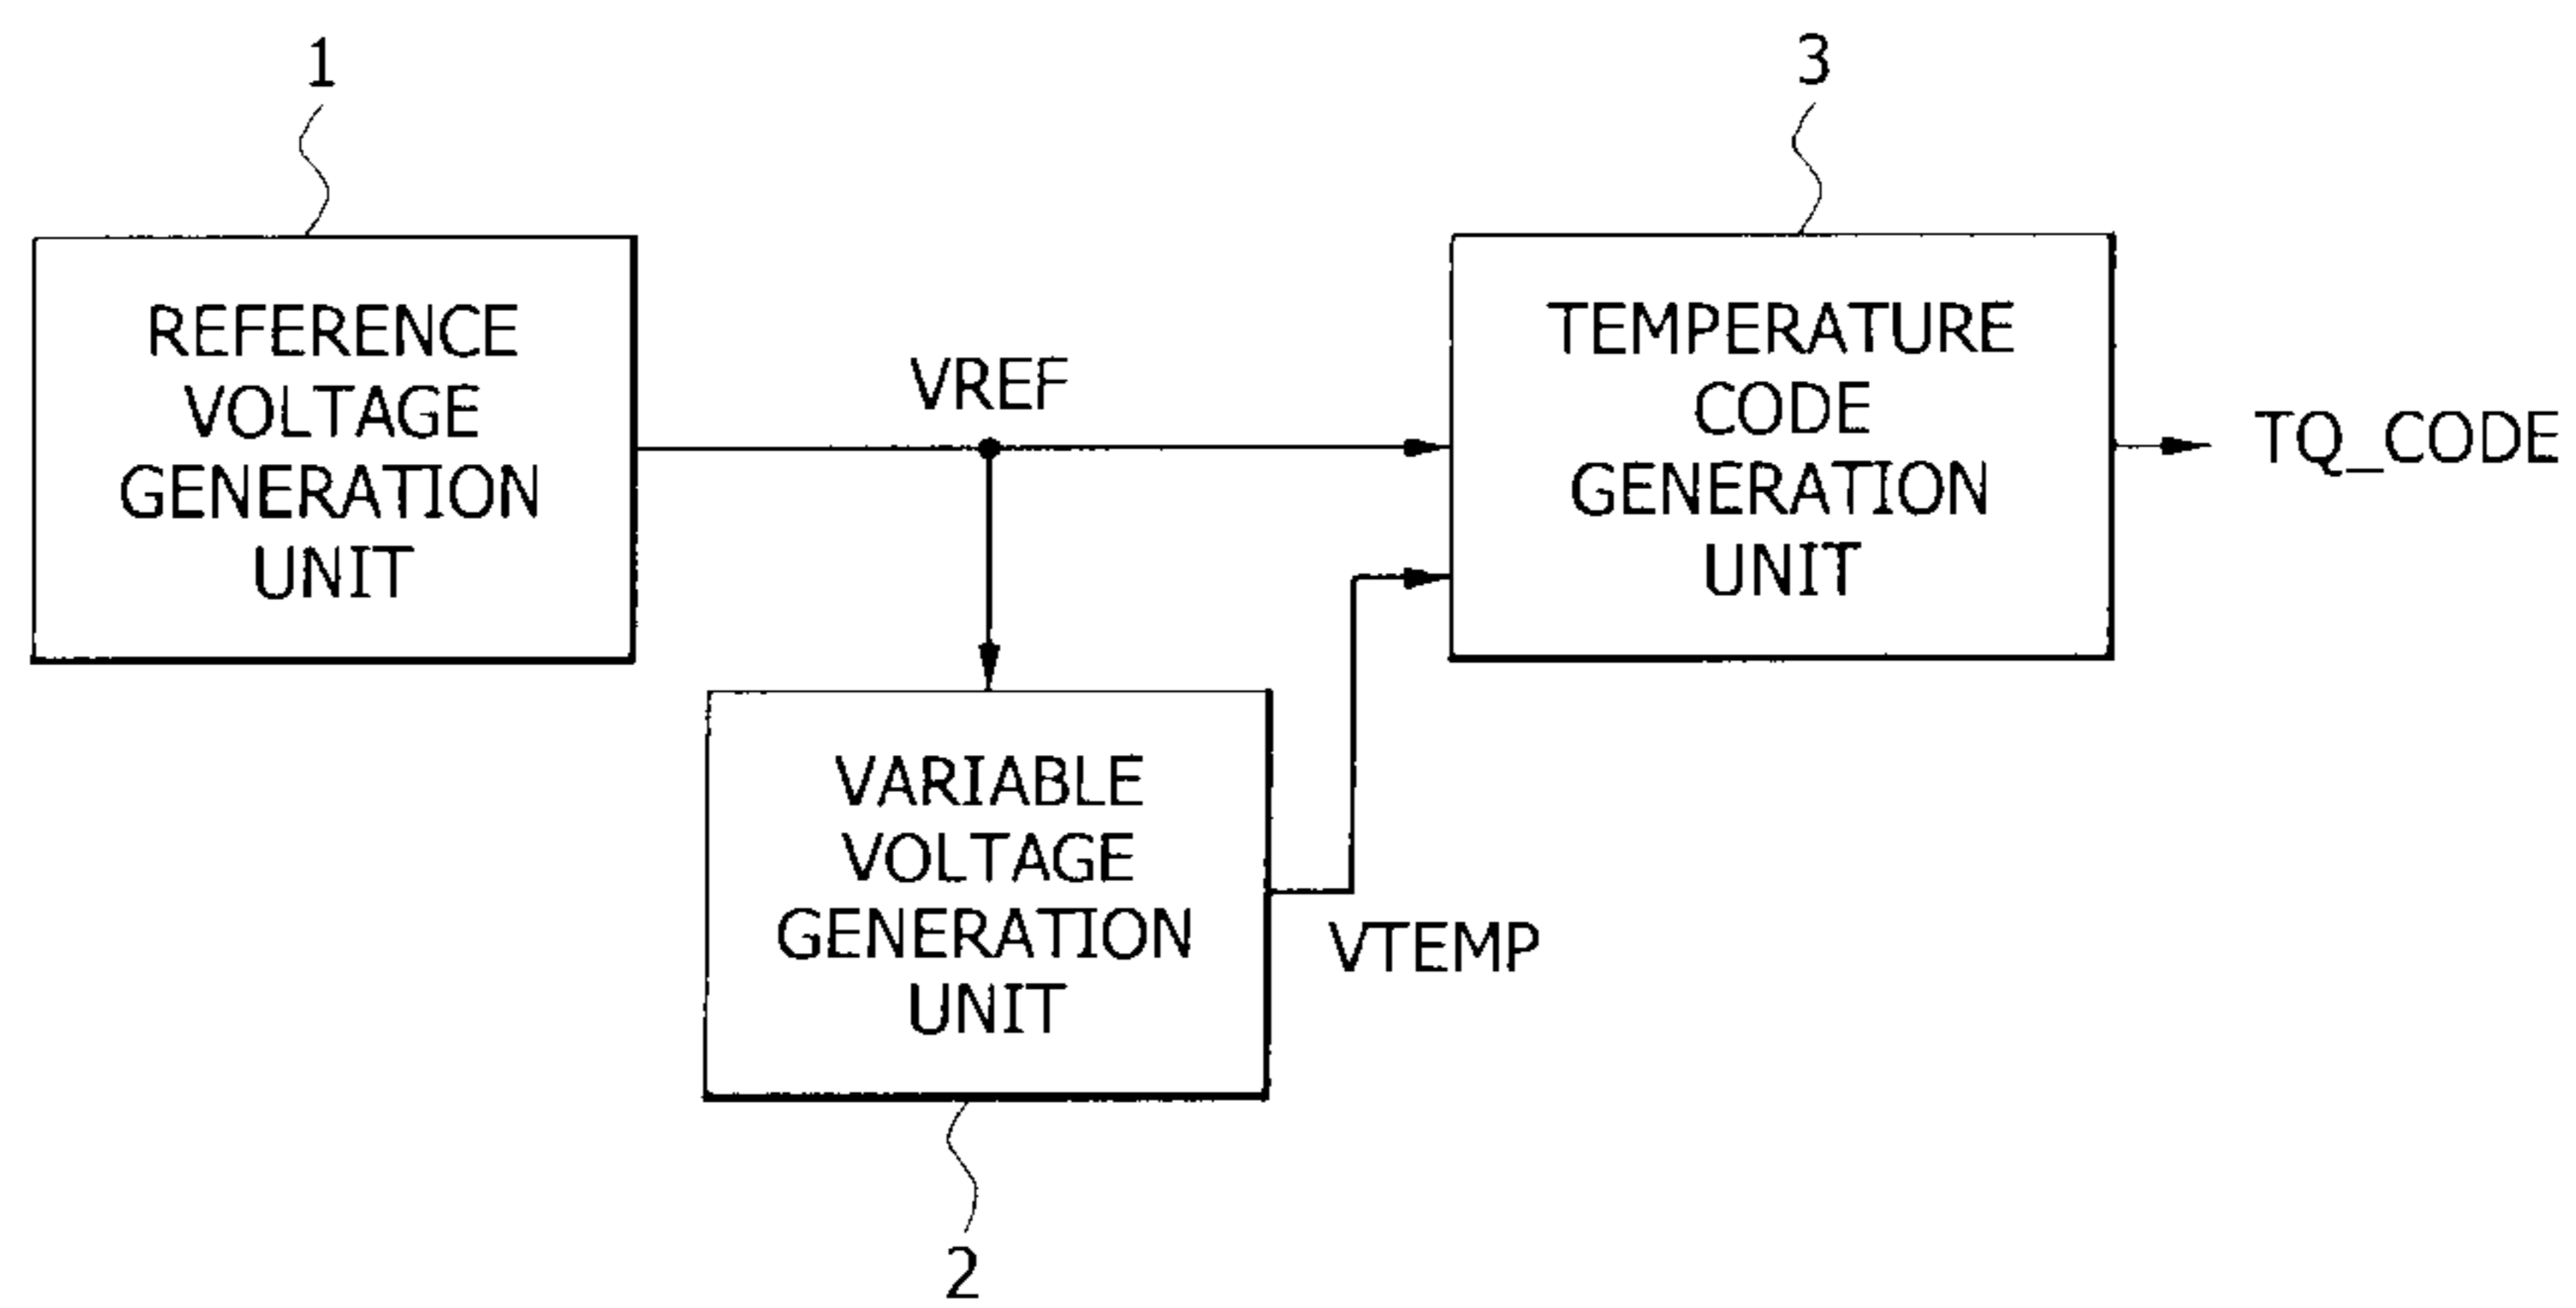 1
3
REFERENCE
VOLTAGE
GENERATION
UNIT
VREF
TEMPERATURE
CODE
GENERATION
UNIT
TQ_CODE
VARIABLE
VOLTAGE
GENERATION
UNIT
VTEMP
2